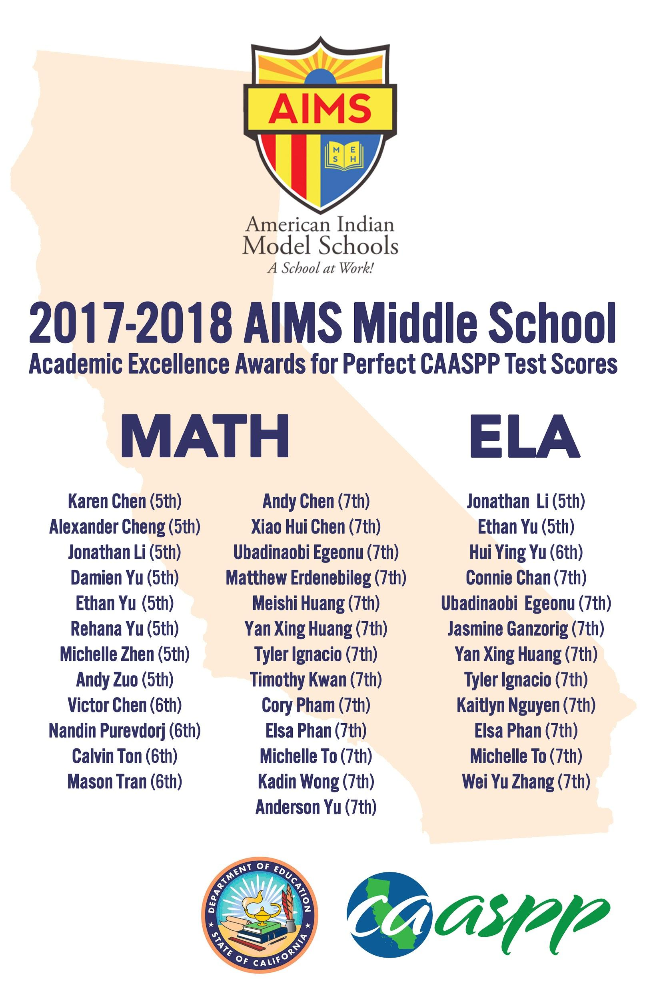 AIMS
M E
S H
American Indian
Model Schools
A School at Work!
2017-2018 AIMS Middle School
Academic Excellence Awards for Perfect CAASPP Test Scores
MATH
Karen Chen (5th)
Alexander Cheng (5th)
Jonathan Li (5th)
Damien Yu (5th)
Ethan Yu (5th)
Rehana Yu (5th)
Michelle Zhen (5th)
Andy Zuo (5th)
Victor Chen (6th)
Nandin Purevdorj (6th)
Calvin Ton (6th)
Mason Tran (6th)
Andy Chen (7th)
Xiao Hui Chen (7th)
Ubadinaobi Egeonu (7th)
Matthew Erdenebileg (7th)
Meishi Huang (7th)
Yan Xing Huang (7th)
Tyler Ignacio (7th)
Timothy Kwan (7th)
Cory Pham (7th)
Elsa Phan (7th)
Michelle To (7th)
Kadin Wong (7th)
Anderson Yu (7th)
ELA
Jonathan Li (5th)
Ethan Yu (5th)
Hui Ying Yu (6th)
Connie Chan (7th)
Ubadinaobi Egeonu (7th)
Jasmine Ganzorig (7th)
Yan Xing Huang (7th)
Tyler Ignacio (7th)
Kaitlyn Nguyen (7th)
Elsa Phan (7th)
Michelle To (7th)
Wei Yu Zhang (7th)
DEPARTMENT OF EDUCATION
STATE OF CALIFORNIA
caaspp